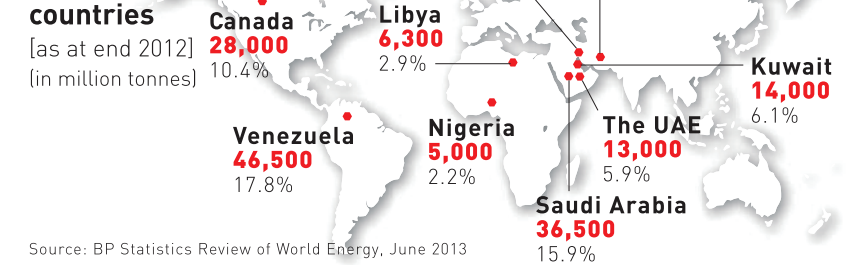 countries
[as at end 2012]
(in million tonnes)
Canada
28,000
10.4%
Libya
6,300
2.9%
Kuwait
14,000
6.1%
Venezuela
46,500
17.8%
Nigeria
5,000
2.2%
The UAE
13,000
5.9%
Saudi Arabia
36,500
15.9%
Source: BP Statistics Review of World Energy, June 2013